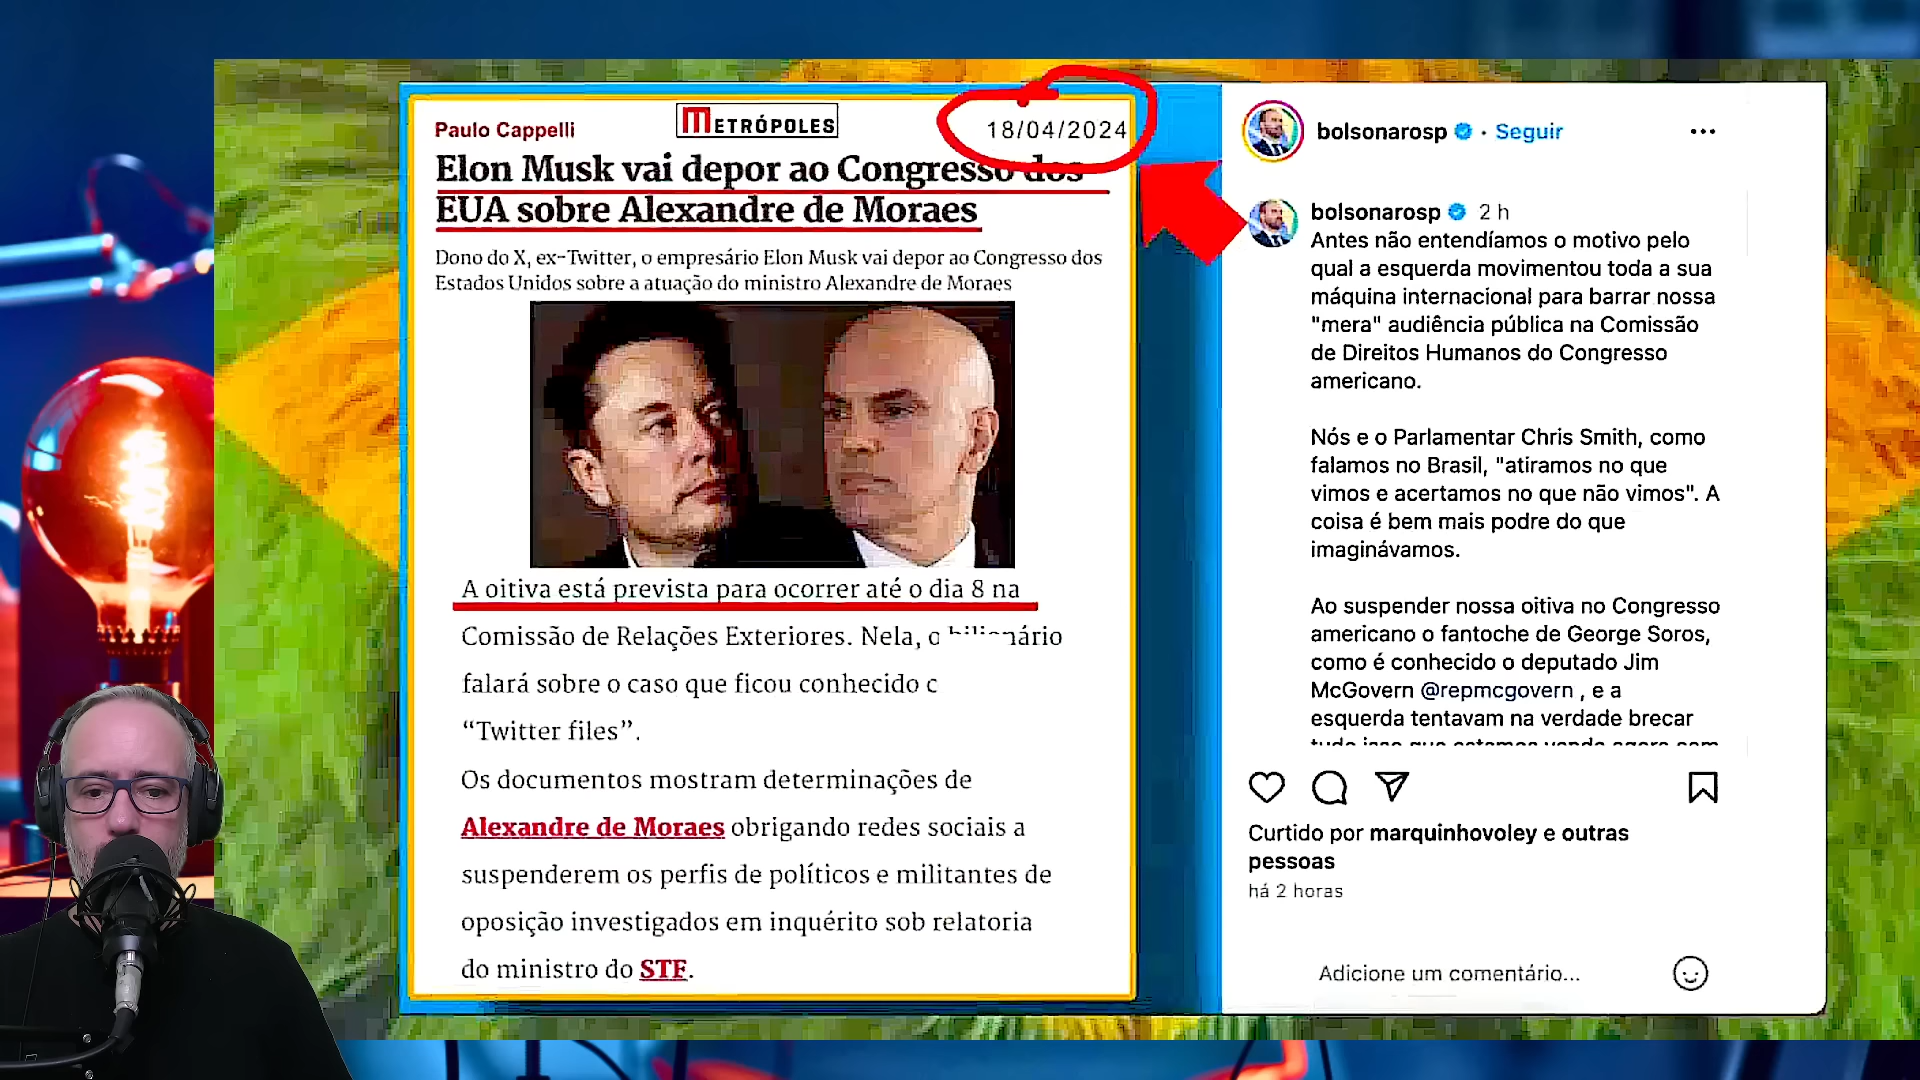 Paulo Cappelli
METRÓPOLES
18/04/2024
Elon Musk vai depor ao Congresso dos
EUA sobre Alexandre de Moraes
Dono do X, ex-Twitter, o empresário Elon Musk vai depor ao Congresso dos
Estados Unidos sobre a atuação do ministro Alexandre de Moraes
A oitiva está prevista para ocorrer até o dia 8 na
Comissão de Relações Exteriores. Nela, o bilionário
falará sobre o caso que ficou conhecido c
“Twitter files”.
Os documentos mostram determinações de
Alexandre de Moraes obrigando redes sociais a
suspenderem os perfis de políticos e militantes de
oposição investigados em inquérito sob relatoria
do ministro do STF.
bolsonarosp · Seguir
bolsonarosp 2 h
Antes não entendíamos o motivo pelo
qual a esquerda movimentou toda a sua
máquina internacional para barrar nossa
"mera" audiência pública na Comissão
de Direitos Humanos do Congresso
americano.
Nós e o Parlamentar Chris Smith, como
falamos no Brasil, "atiramos no que
vimos e acertamos no que não vimos". A
coisa é bem mais podre do que
imaginávamos.
Ao suspender nossa oitiva no Congresso
americano o fantoche de George Soros,
como é conhecido o deputado Jim
McGovern @repmcgovern , e a
esquerda tentavam na verdade brecar
tudo isso que estamos vendo agora sem
Curtido por marquinhovoley e outras
pessoas
há 2 horas
Adicione um comentário...